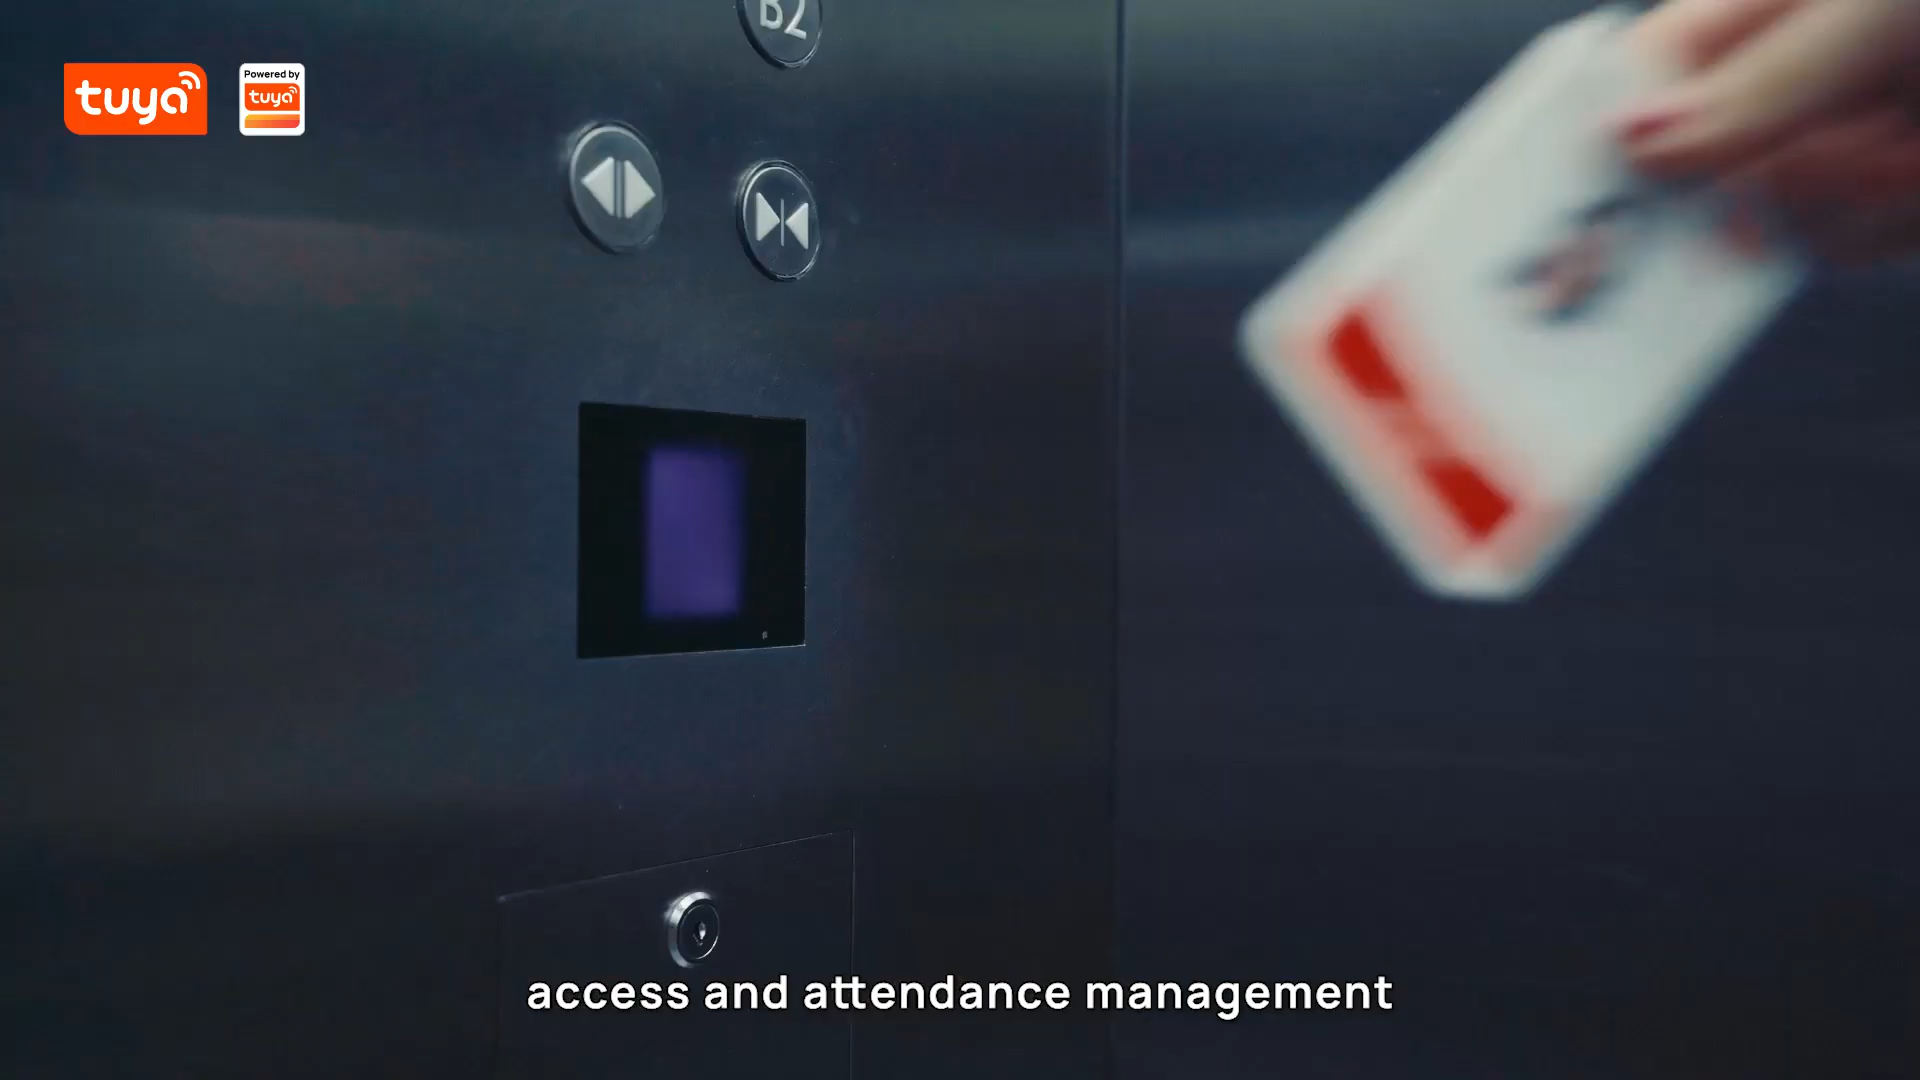 B2
tuya
Powered by
tuya
access and attendance management